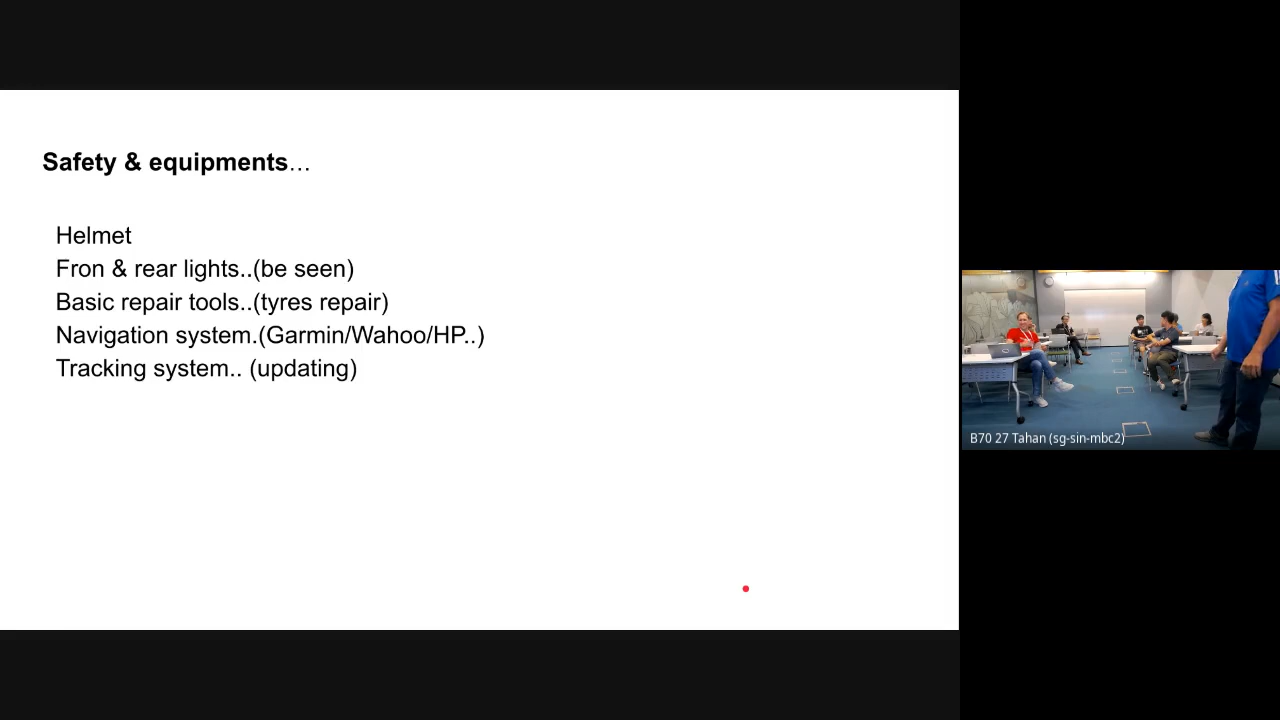 Safety & equipments…
Helmet
Fron & rear lights..(be seen)
Basic repair tools..(tyres repair)
Navigation system.(Garmin/Wahoo/HP..)
Tracking system.. (updating)
B70 27 Tahan (sg-sin-mbc2)